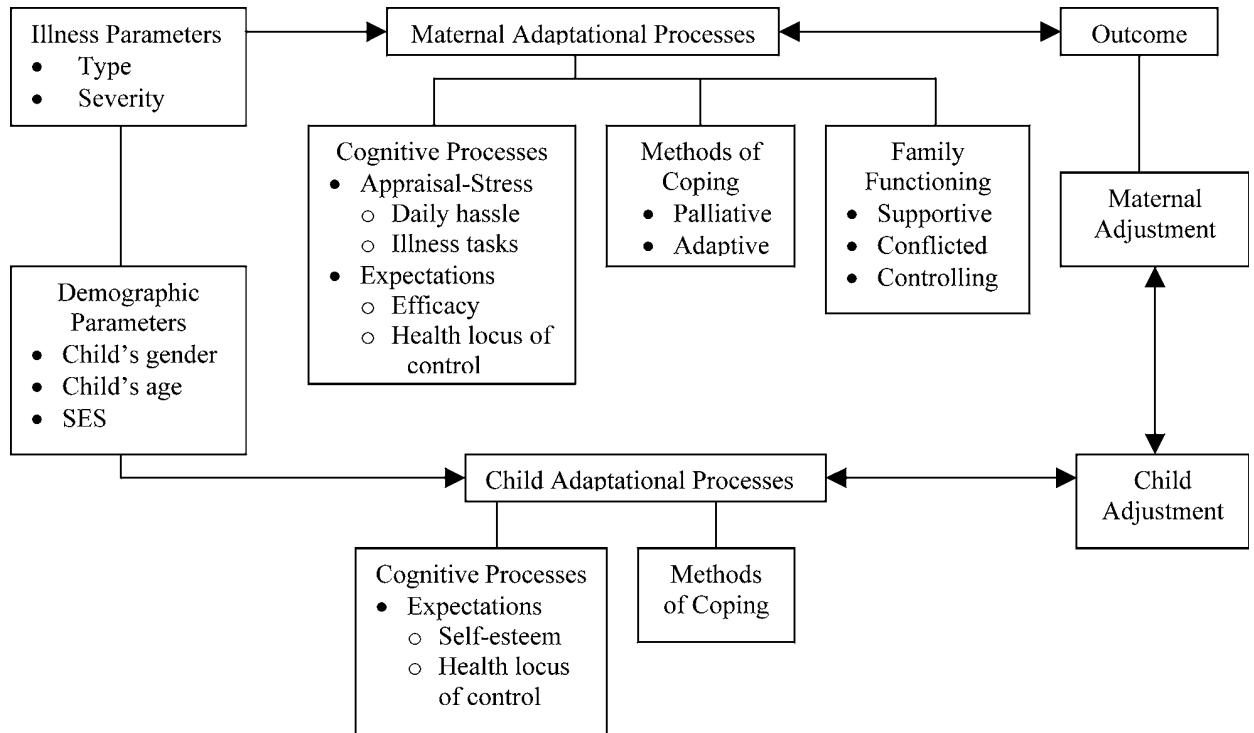 Illness Parameters
● Type
● Severity
Maternal Adaptational Processes
Outcome
Cognitive Processes
● Appraisal-Stress
○ Daily hassle
○ Illness tasks
● Expectations
○ Efficacy
○ Health locus of
control
Methods of
Coping
● Palliative
● Adaptive
Family
Functioning
● Supportive
● Conflicted
● Controlling
Maternal
Adjustment
Demographic
Parameters
● Child's gender
● Child's age
● SES
Child Adaptational Processes
Child
Adjustment
Cognitive Processes
● Expectations
○ Self-esteem
○ Health locus
of control
Methods
of Coping